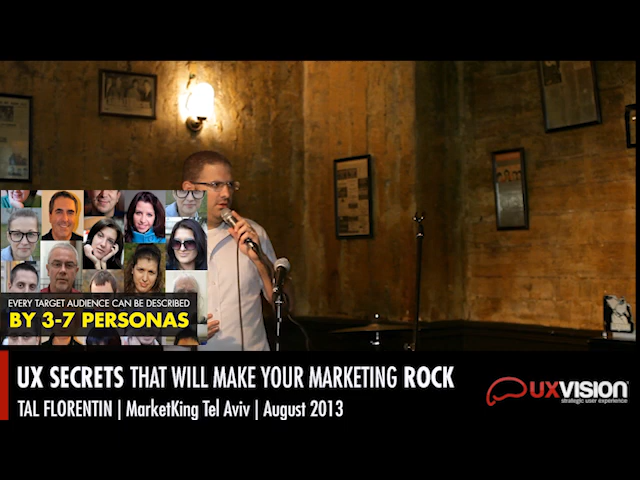 EVERY TARGET AUDIENCE CAN BE DESCRIBED
BY 3-7 PERSONAS
UX SECRETS THAT WILL MAKE YOUR MARKETING ROCK
TAL FLORENTIN | MarketKing Tel Aviv | August 2013
UXVISION
strategic user experience